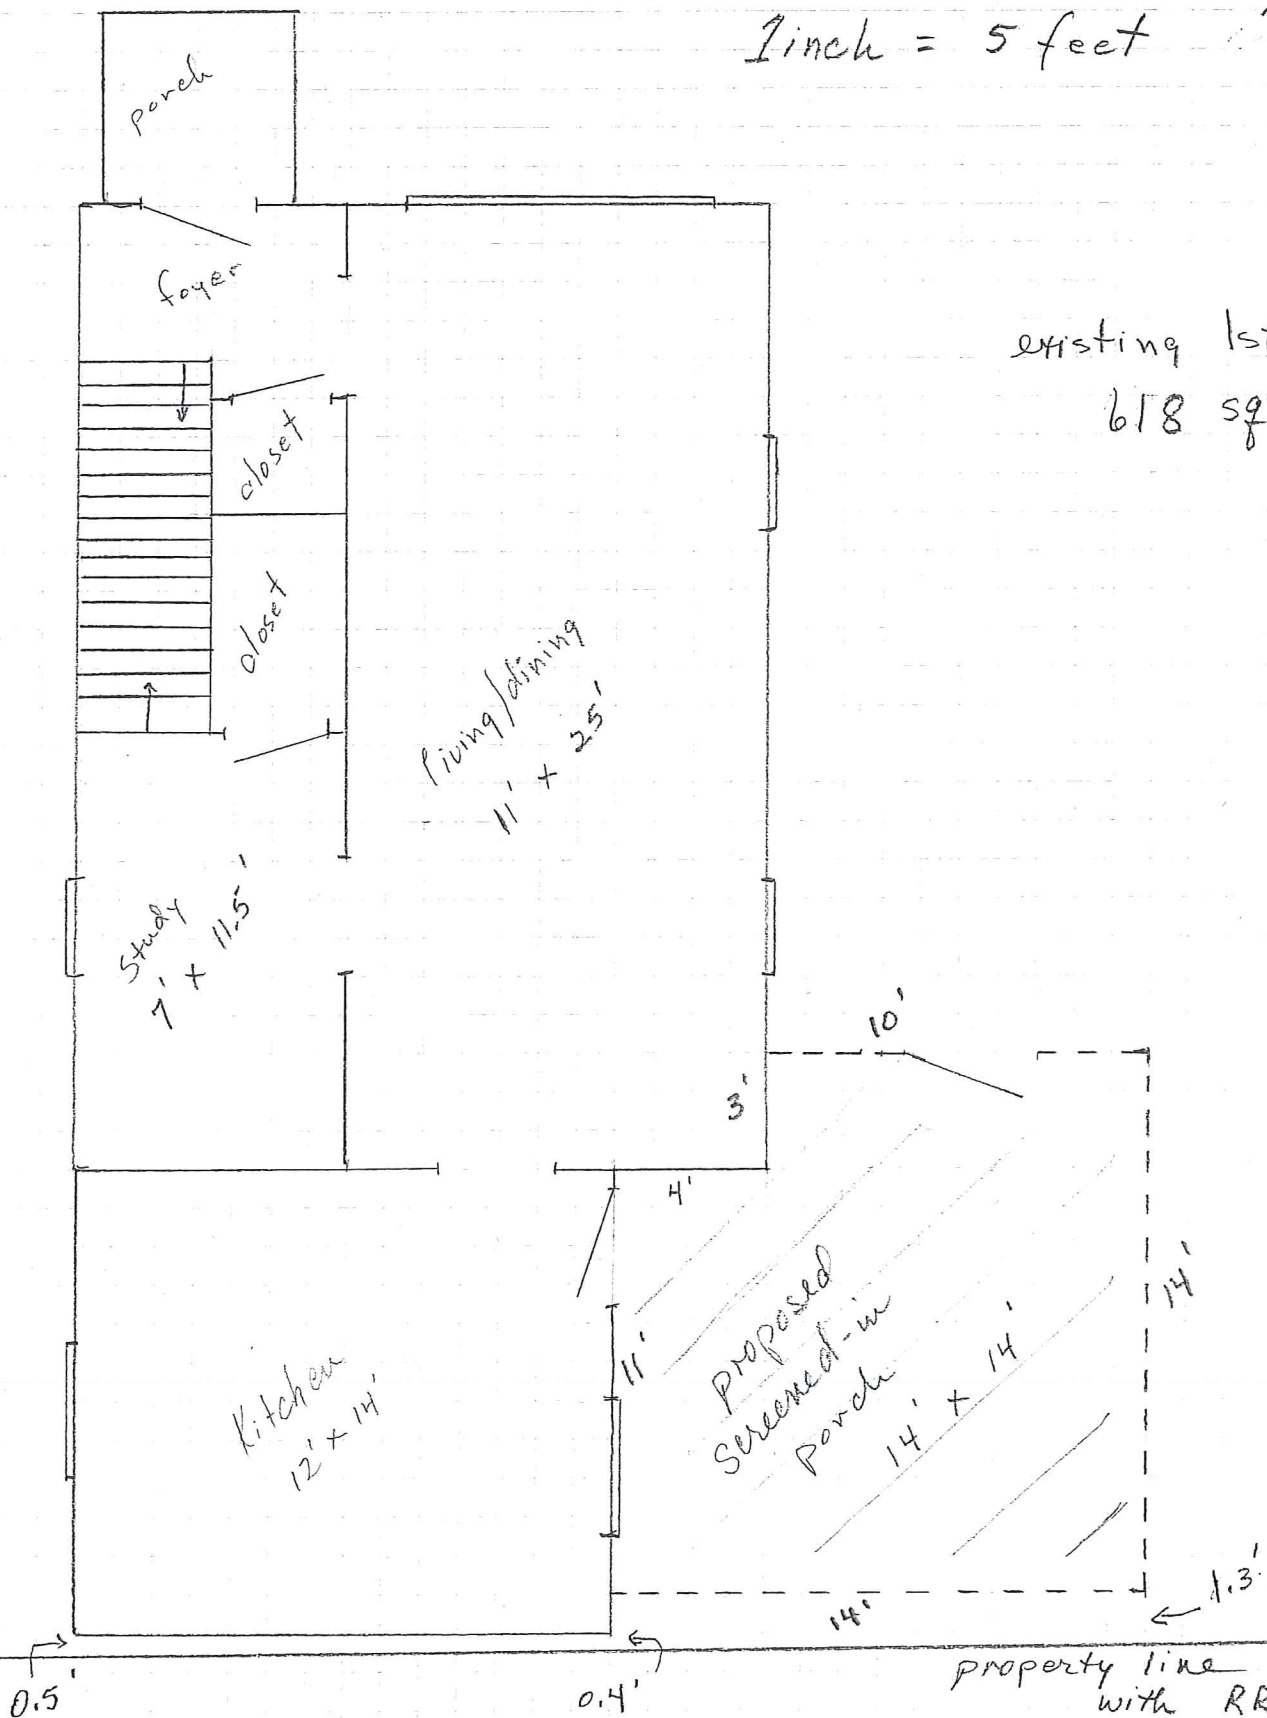 1 inch = 5 feet
porch
foyer
existing 1s
618 sq
closet
closet
living/dining
11' x 25'
Study
7' x 11.5'
10'
3'
4'
14'
proposed
screened-in
porch
14' x 14'
11'
Kitchen
12' x 14'
14'
1.3'
0.5'
0.4'
property line
with RR